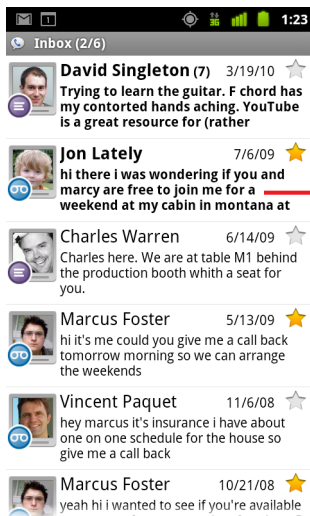 1
3G
1:23
Inbox (2/6)
David Singleton (7) 3/19/10
Trying to learn the guitar. F chord has
my contorted hands aching. YouTube
is a great resource for (rather
Jon Lately 7/6/09
hi there i was wondering if you and
marcy are free to join me for a
weekend at my cabin in montana at
Charles Warren 6/14/09
Charles here. We are at table M1 behind
the production booth whith a seat for
you.
Marcus Foster 5/13/09
hi it's me could you give me a call back
tomorrow morning so we can arrange
the weekends
Vincent Paquet 11/6/08
hey marcus it's insurance i have about
one on one schedule for the house so
give me a call back
Marcus Foster 10/21/08
yeah hi i wanted to see if you're available